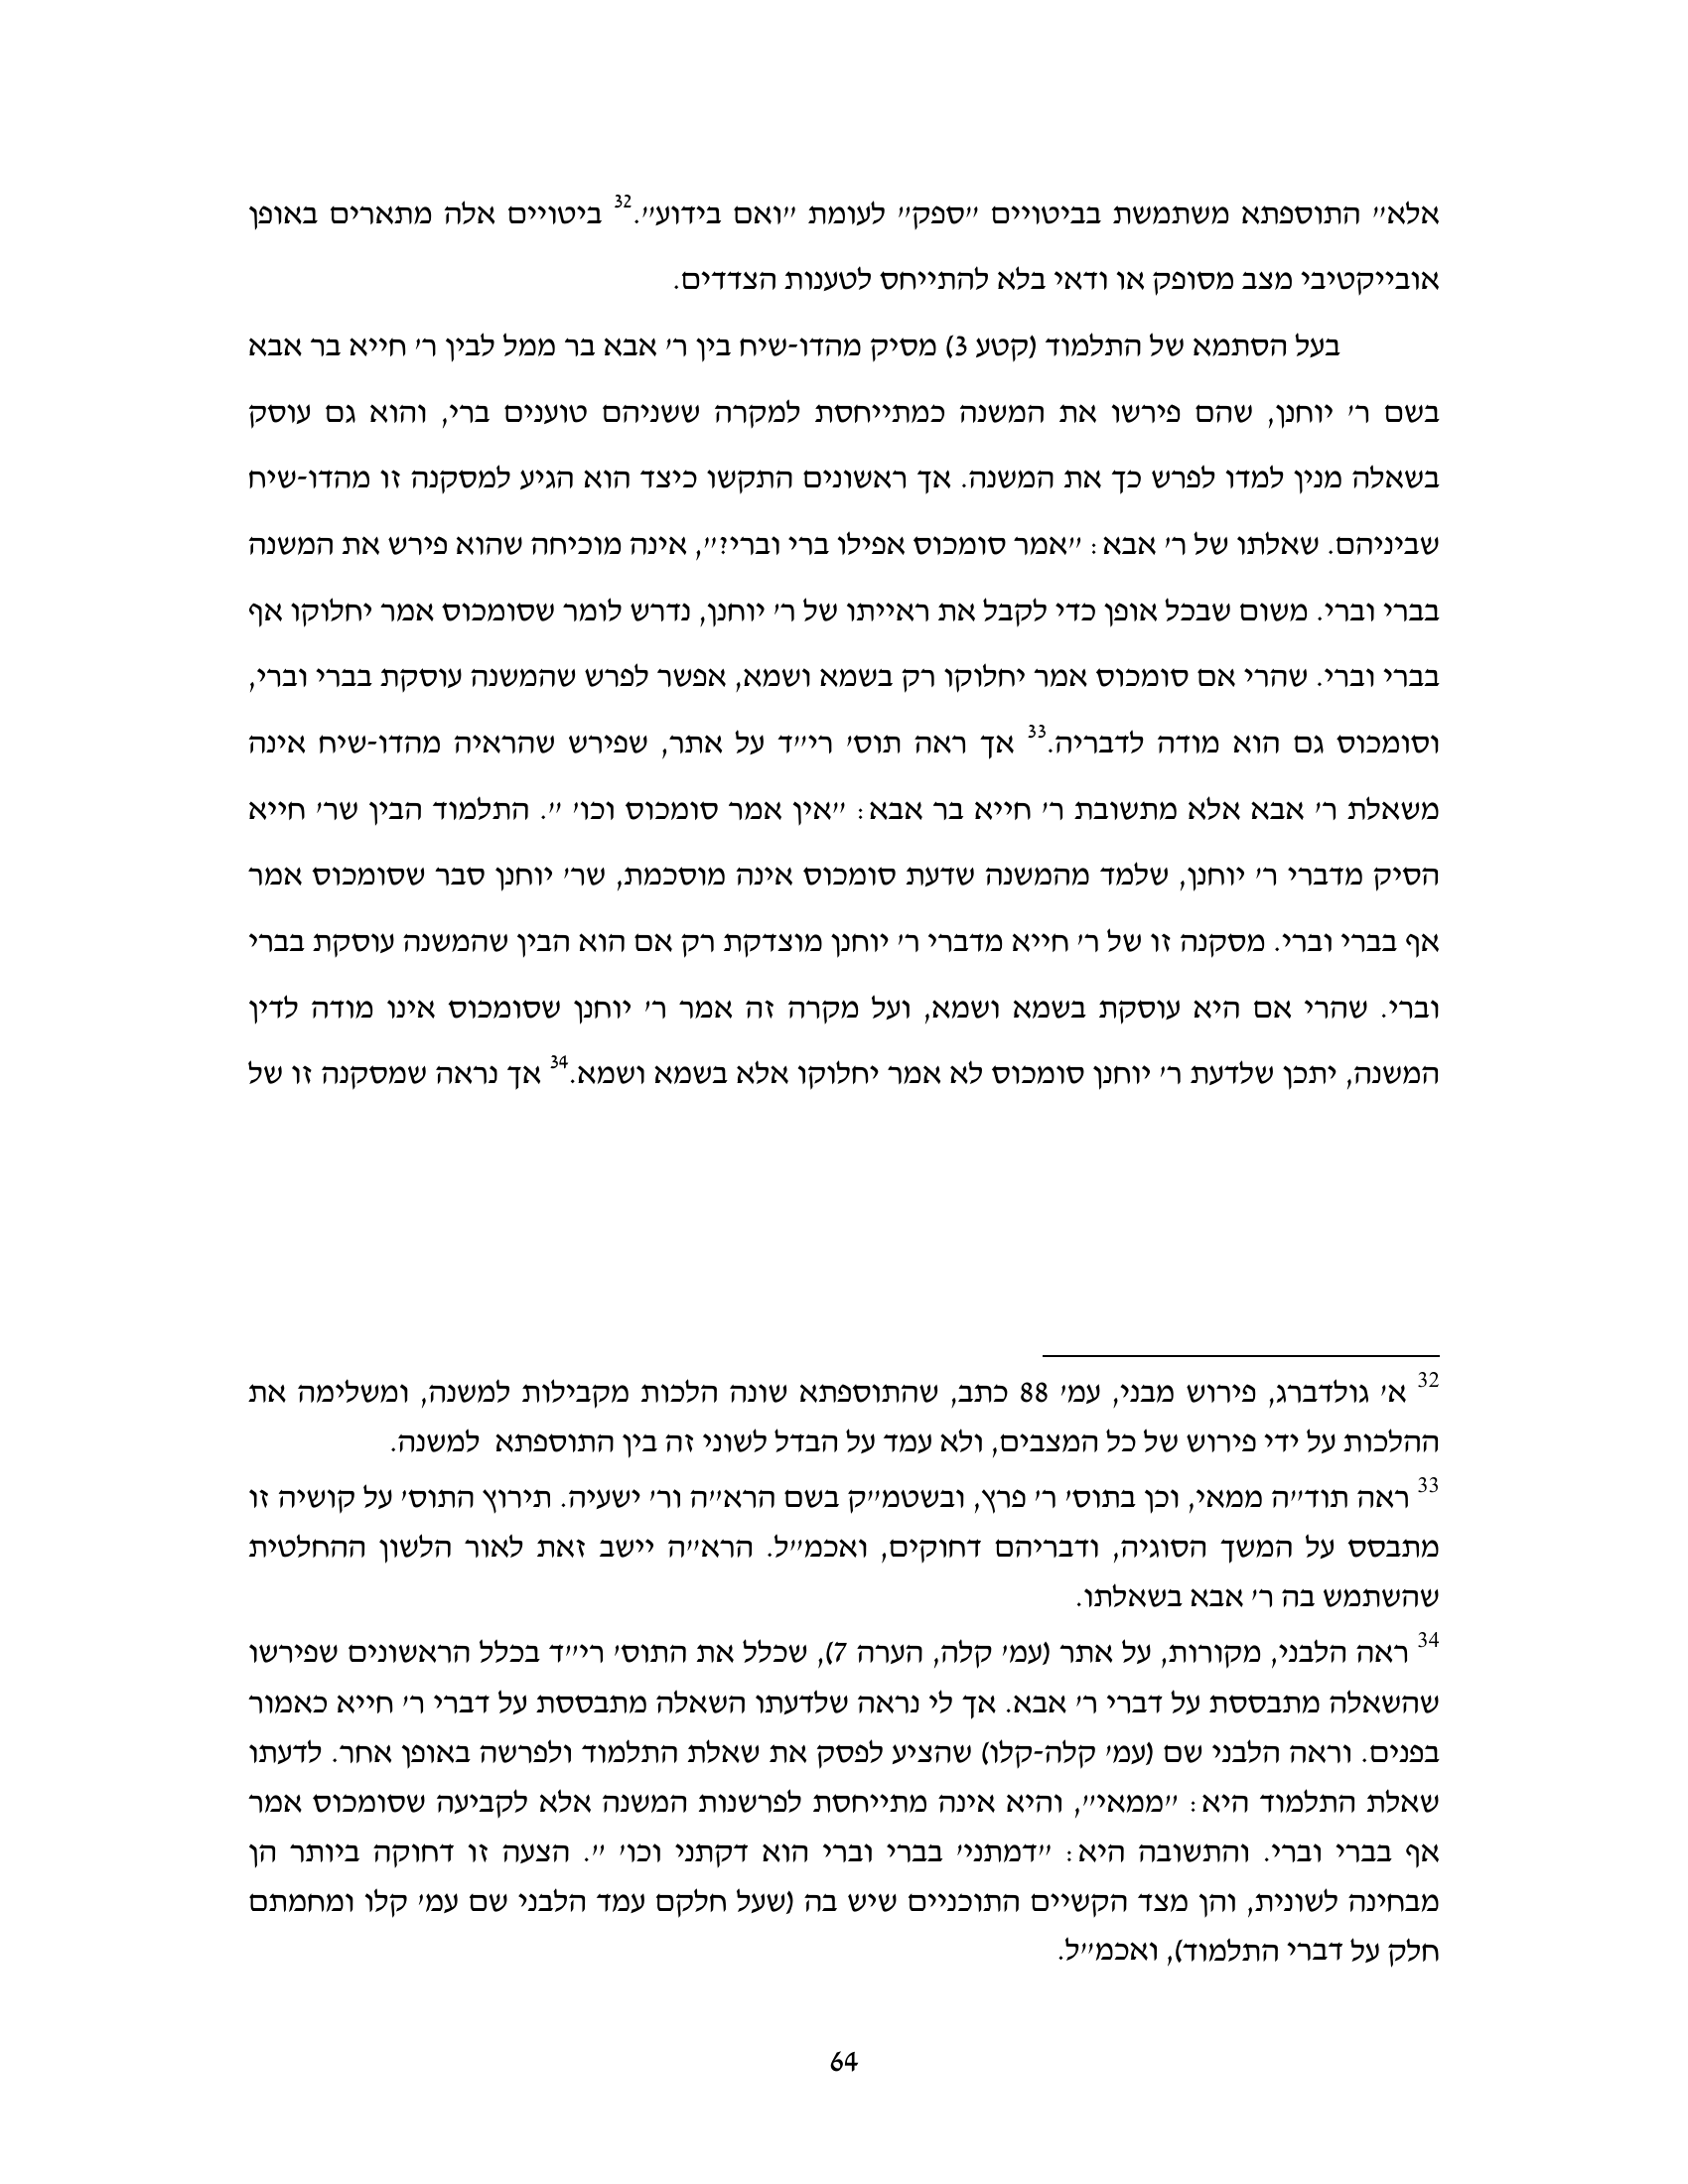 אלא״ התוספתא משתמשת בביטויים ״ספק״ לעומת ״ואם בידוע״.32 ביטויים אלה מתארים באופן
אובייקטיבי מצב מסופק או ודאי בלא להתייחס לטענות הצדדים.
בעל הסתמא של התלמוד (קטע 3) מסיק מהדו-שיח בין ר׳ אבא בר ממל לבין ר׳ חייא בר אבא
בשם ר׳ יוחנן, שהם פירשו את המשנה כמתייחסת למקרה ששניהם טוענים ברי, והוא גם עוסק
בשאלה מנין למדו לפרש כך את המשנה. אך ראשונים התקשו כיצד הוא הגיע למסקנה זו מהדו-שיח
שביניהם. שאלתו של ר׳ אבא: ״אמר סומכוס אפילו ברי וברי?״, אינה מוכיחה שהוא פירש את המשנה
בברי וברי. משום שבכל אופן כדי לקבל את ראייתו של ר׳ יוחנן, נדרש לומר שסומכוס אמר יחלוקו אף
בברי וברי. שהרי אם סומכוס אמר יחלוקו רק בשמא ושמא, אפשר לפרש שהמשנה עוסקת בברי וברי,
וסומכוס גם הוא מודה לדבריה.33 אך ראה תוס׳ רי״ד על אתר, שפירש שהראיה מהדו-שיח אינה
משאלת ר׳ אבא אלא מתשובת ר׳ חייא בר אבא: ״אין אמר סומכוס וכו׳ ״. התלמוד הבין שר׳ חייא
הסיק מדברי ר׳ יוחנן, שלמד מהמשנה שדעת סומכוס אינה מוסכמת, שר׳ יוחנן סבר שסומכוס אמר
אף בברי וברי. מסקנה זו של ר׳ חייא מדברי ר׳ יוחנן מוצדקת רק אם הוא הבין שהמשנה עוסקת בברי
וברי. שהרי אם היא עוסקת בשמא ושמא, ועל מקרה זה אמר ר׳ יוחנן שסומכוס אינו מודה לדין
המשנה, יתכן שלדעת ר׳ יוחנן סומכוס לא אמר יחלוקו אלא בשמא ושמא.34 אך נראה שמסקנה זו של
32 א׳ גולדברג, פירוש מבני, עמ׳ 88 כתב, שהתוספתא שונה הלכות מקבילות למשנה, ומשלימה את
ההלכות על ידי פירוש של כל המצבים, ולא עמד על הבדל לשוני זה בין התוספתא  למשנה.
33 ראה תוד״ה ממאי, וכן בתוס׳ ר׳ פרץ, ובשטמ״ק בשם הרא״ה ור׳ ישעיה. תירוץ התוס׳ על קושיה זו
מתבסס על המשך הסוגיה, ודבריהם דחוקים, ואכמ״ל. הרא״ה יישב זאת לאור הלשון ההחלטית
שהשתמש בה ר׳ אבא בשאלתו.
34 ראה הלבני, מקורות, על אתר (עמ׳ קלה, הערה 7), שכלל את התוס׳ רי״ד בכלל הראשונים שפירשו
שהשאלה מתבססת על דברי ר׳ אבא. אך לי נראה שלדעתו השאלה מתבססת על דברי ר׳ חייא כאמור
בפנים. וראה הלבני שם (עמ׳ קלה-קלו) שהציע לפסק את שאלת התלמוד ולפרשה באופן אחר. לדעתו
שאלת התלמוד היא: ״ממאי״, והיא אינה מתייחסת לפרשנות המשנה אלא לקביעה שסומכוס אמר
אף בברי וברי. והתשובה היא: ״דמתני׳ בברי וברי הוא דקתני וכו׳ ״. הצעה זו דחוקה ביותר הן
מבחינה לשונית, והן מצד הקשיים התוכניים שיש בה (שעל חלקם עמד הלבני שם עמ׳ קלו ומחמתם
חלק על דברי התלמוד), ואכמ״ל.
64